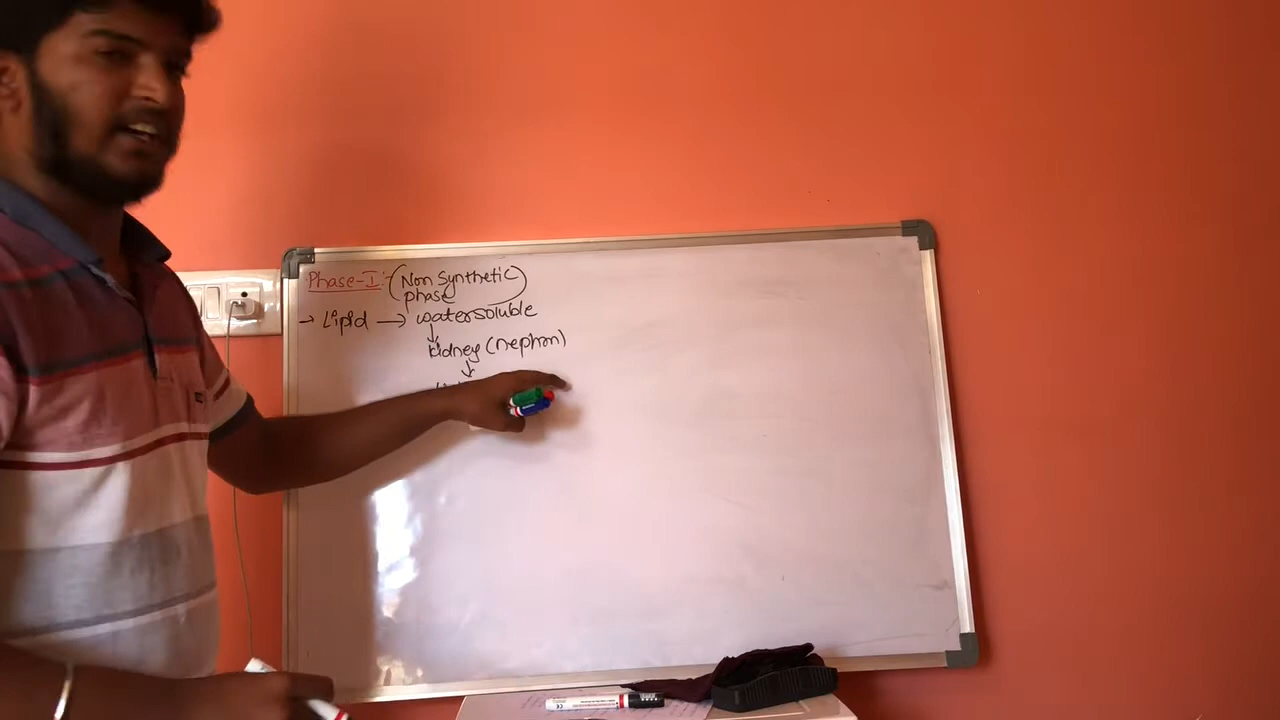 Phase-I:- (Non Synthetic
phase)
→ Lipid → watersoluble
↓
kidney (nephron)
↓